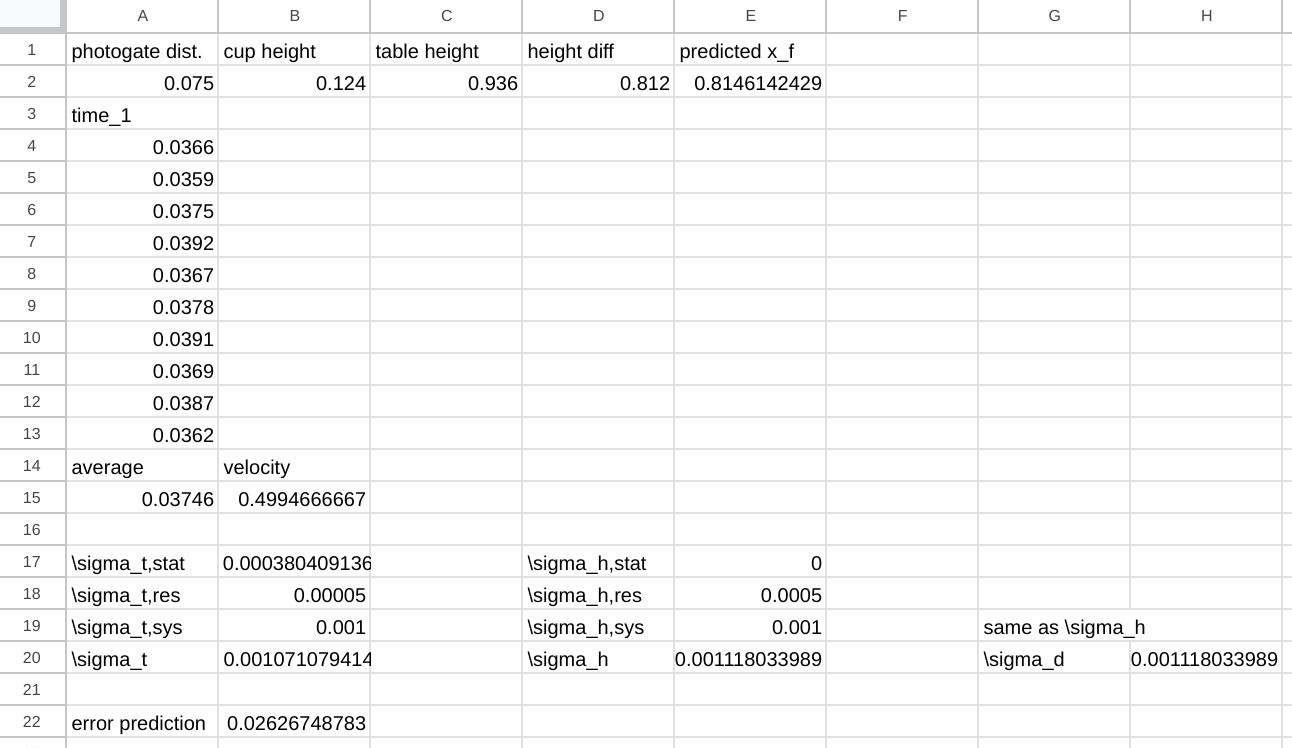 A B C D E F G H
1 photogate dist. cup height table height height diff predicted x_f
2 0.075 0.124 0.936 0.812 0.8146142429
3 time_1
4 0.0366
5 0.0359
6 0.0375
7 0.0392
8 0.0367
9 0.0378
10 0.0391
11 0.0369
12 0.0387
13 0.0362
14 average velocity
15 0.03746 0.4994666667
16
17 \sigma_t,stat 0.000380409136 \sigma_h,stat 0
18 \sigma_t,res 0.00005 \sigma_h,res 0.0005
19 \sigma_t,sys 0.001 \sigma_h,sys 0.001 same as \sigma_h
20 \sigma_t 0.001071079414 \sigma_h 0.001118033989 \sigma_d 0.001118033989
21
22 error prediction 0.02626748783